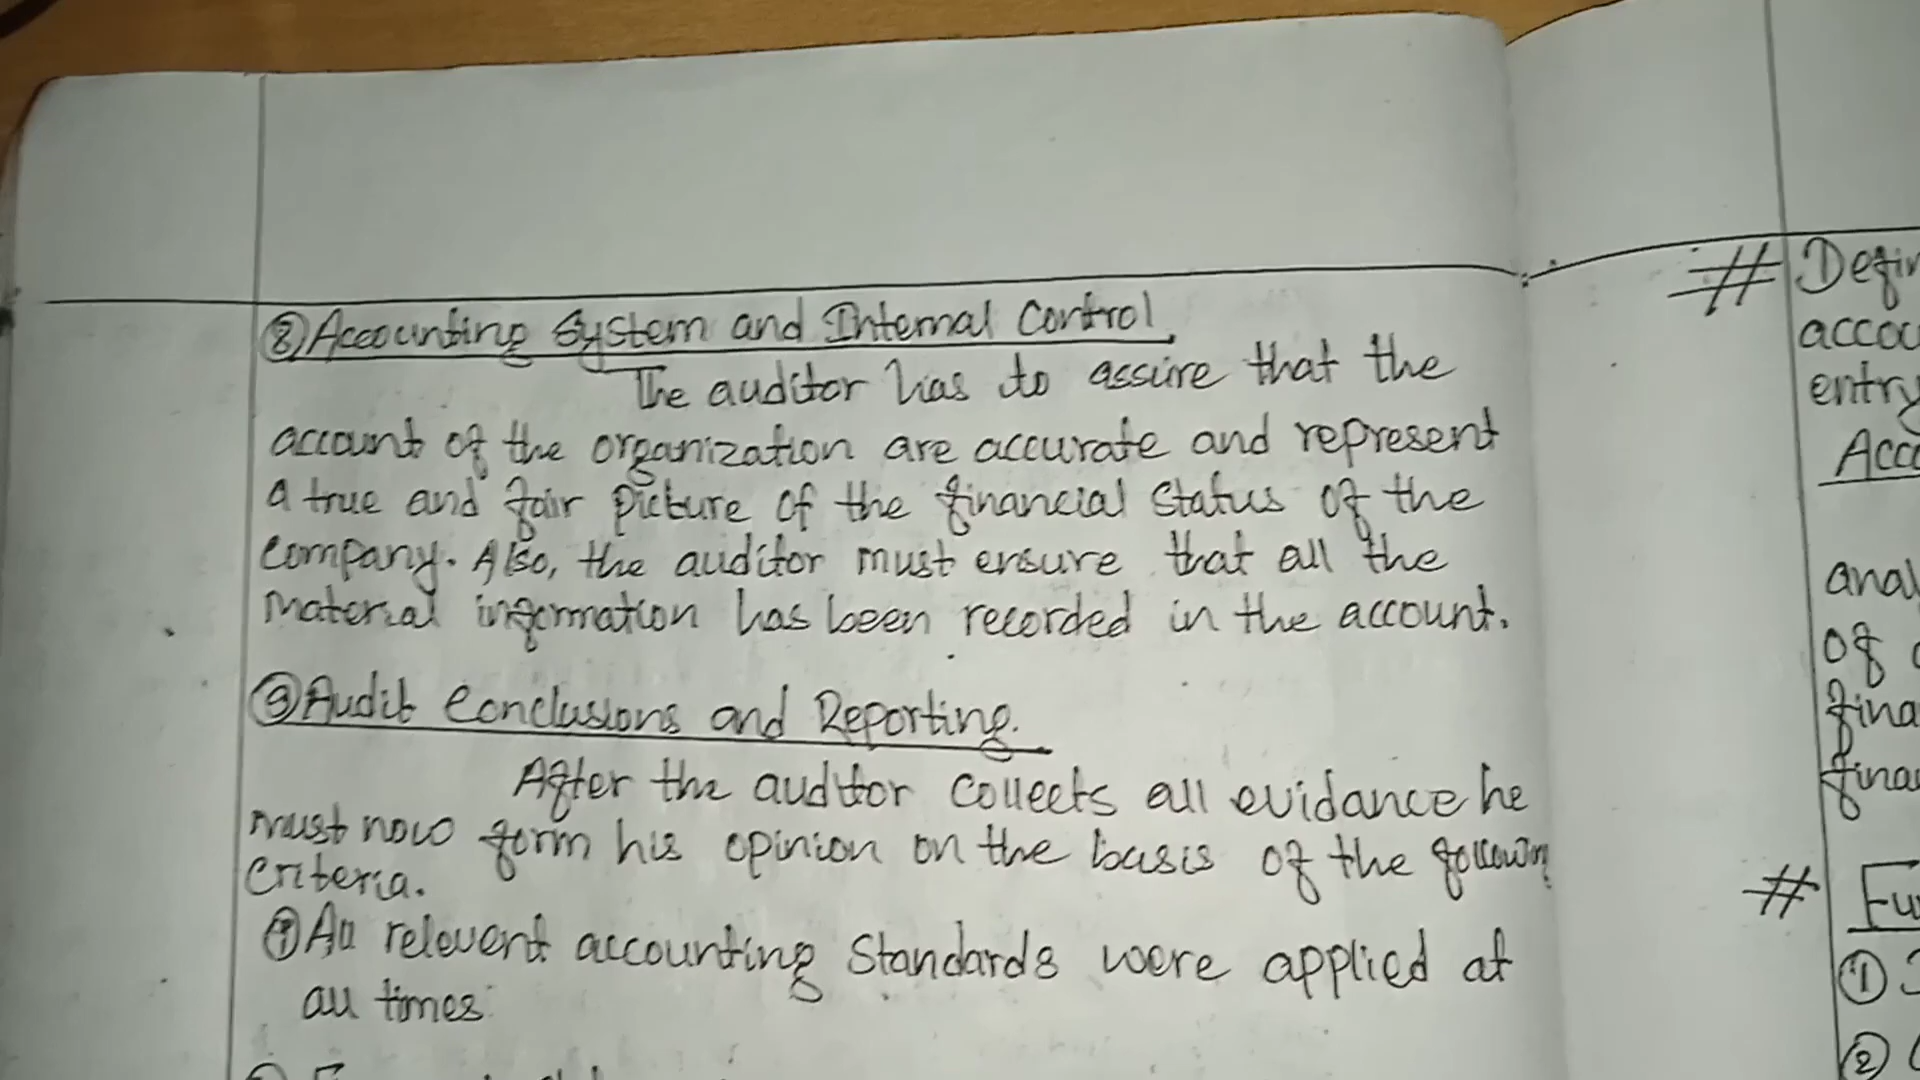 ⑧ Accounting System and Internal Control
The auditor has to assure that the
account of the organization are accurate and represent
a true and fair picture of the financial status of the
company. Also, the auditor must ensure that all the
material information has been recorded in the account.
⑨ Audit Conclusions and Reporting.
After the auditor collects all evidance he
must now form his opinion on the basis of the following
criteria.
① All relevent accounting Standards were applied at
all times.
# Defin
accou
entry
Acco
anal
of
fina
fina
# Fu
①
②